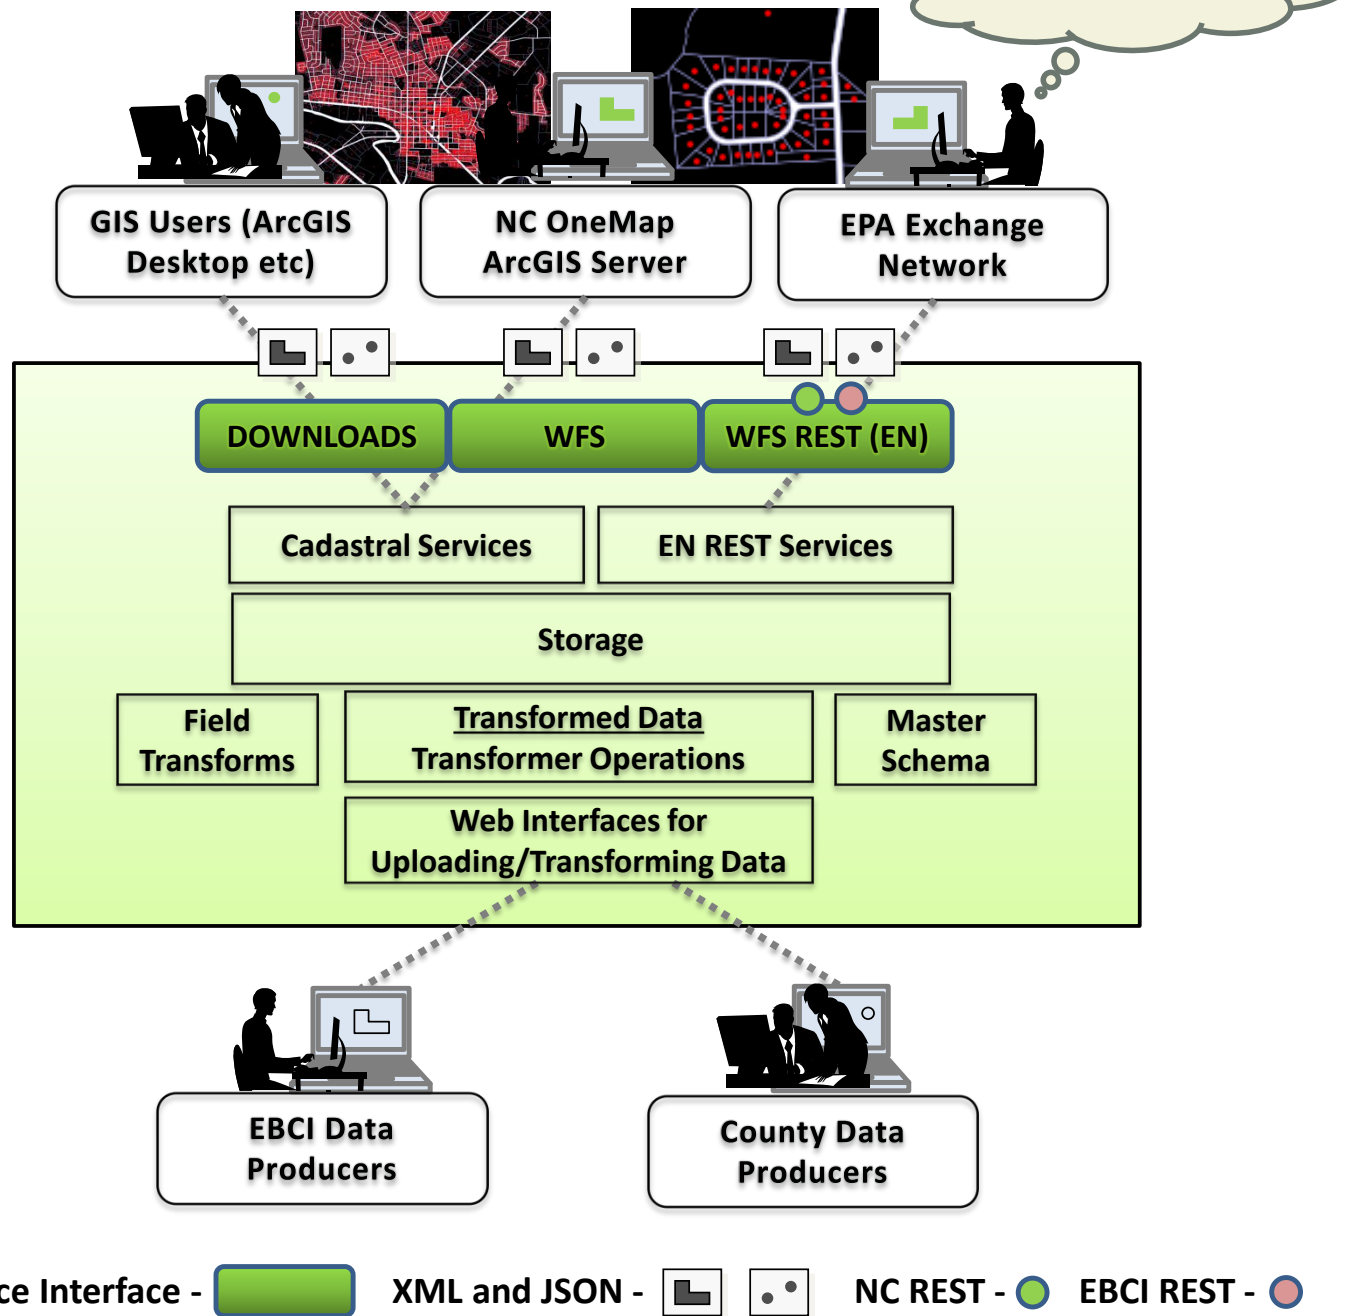 GIS Users (ArcGIS
Desktop etc)
NC OneMap
ArcGIS Server
EPA Exchange
Network
DOWNLOADS
WFS
WFS REST (EN)
Cadastral Services
EN REST Services
Storage
Field
Transforms
Transformed Data
Transformer Operations
Master
Schema
Web Interfaces for
Uploading/Transforming Data
EBCI Data
Producers
County Data
Producers
ce Interface - XML and JSON - NC REST - EBCI REST -